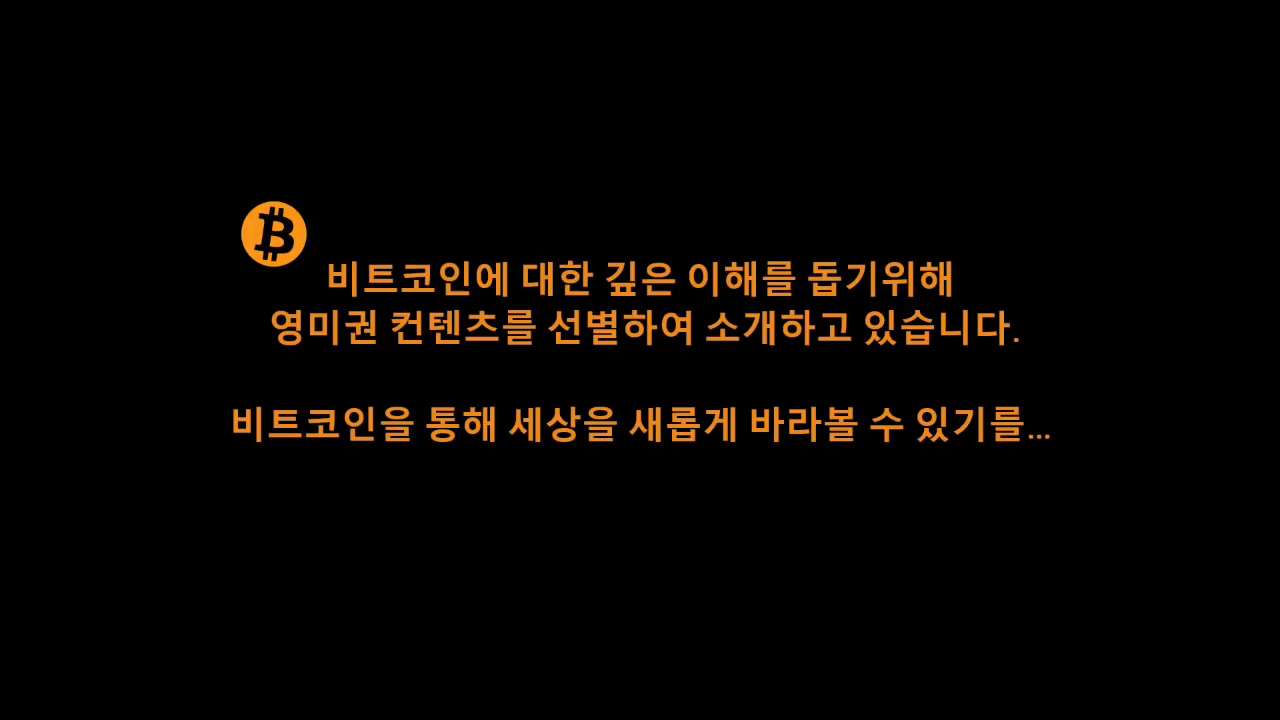 비트코인에 대한 깊은 이해를 돕기위해
영미권 컨텐츠를 선별하여 소개하고 있습니다.
비트코인을 통해 세상을 새롭게 바라볼 수 있기를...